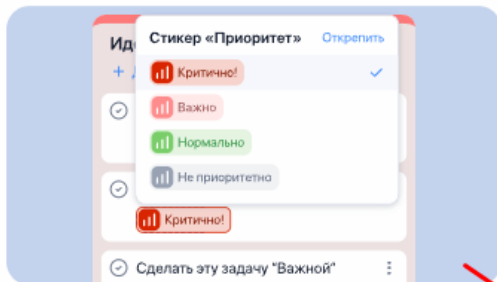 Стикер «Приоритет» Открепить
Критично!
Важно
Нормально
Не приоритетно
Критично!
Сделать эту задачу "Важной"